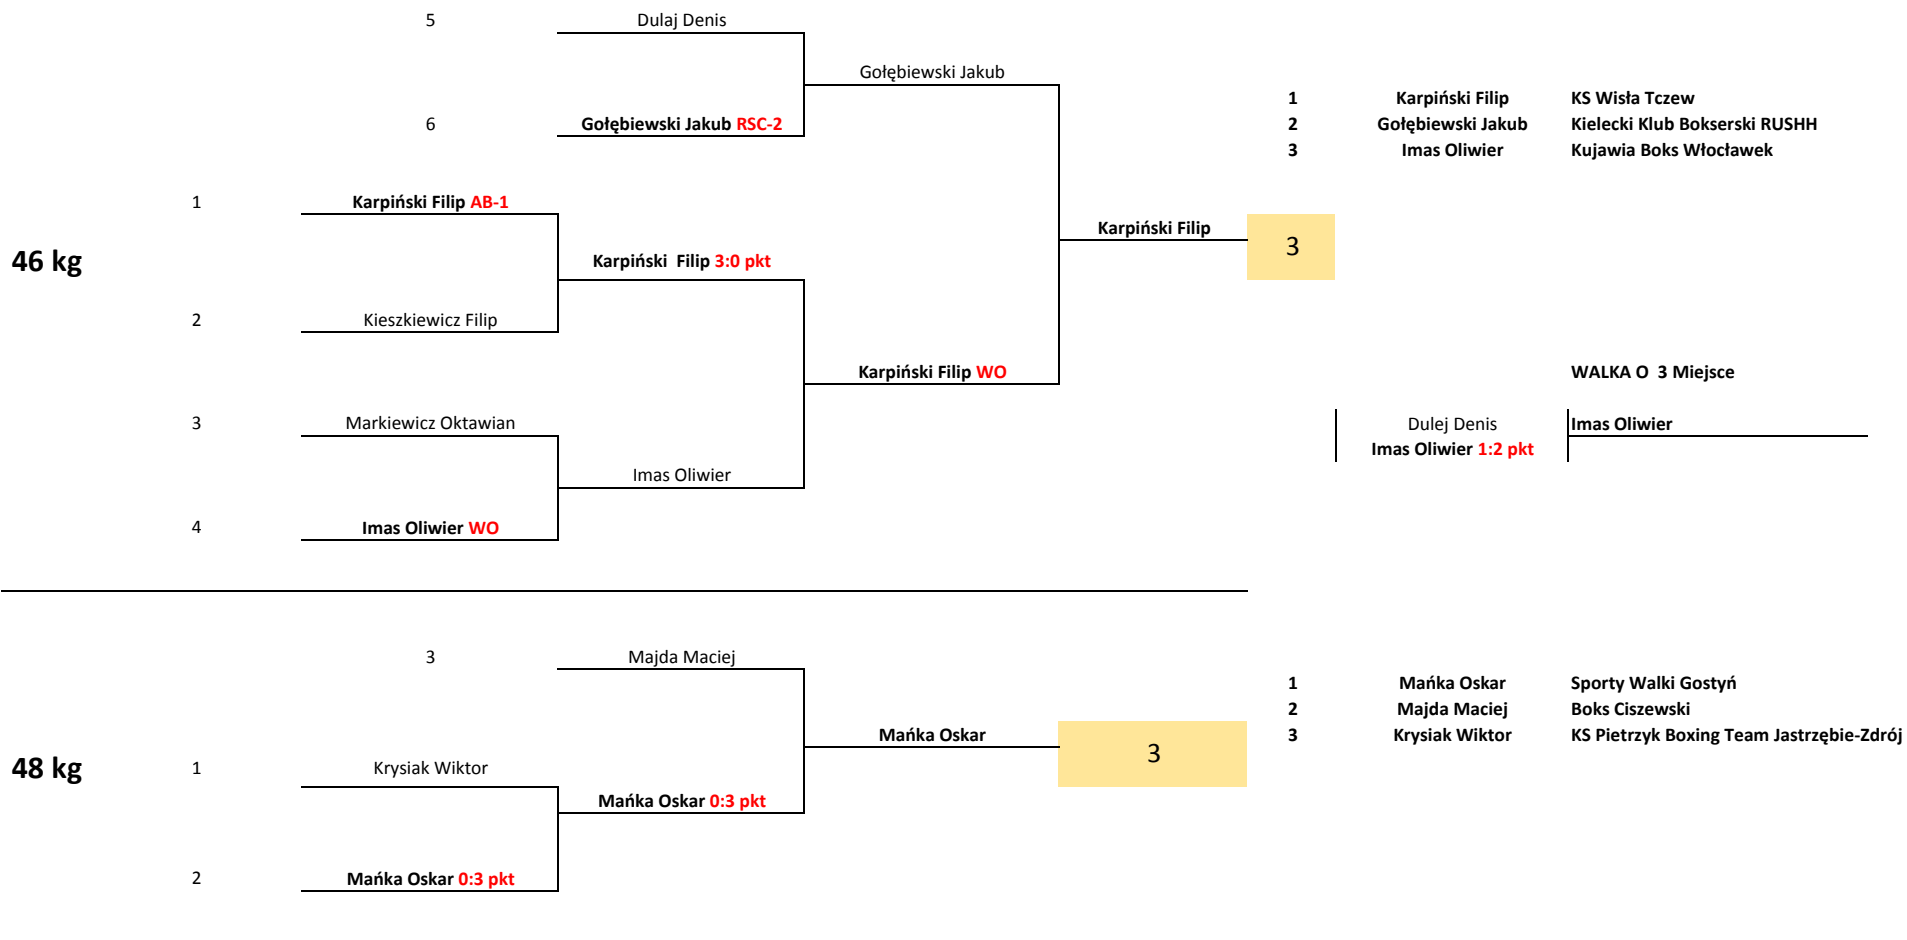 5 Dulaj Denis
Gołębiewski Jakub
1 Karpiński Filip KS Wisła Tczew
6 Gołębiewski Jakub RSC-2 2 Gołębiewski Jakub Kielecki Klub Bokserski RUSHH
3 Imas Oliwier Kujawia Boks Włocławek
1 Karpiński Filip AB-1
Karpiński Filip 3
46 kg Karpiński  Filip 3:0 pkt
2 Kieszkiewicz Filip
Karpiński Filip WO WALKA O  3 Miejsce
3 Markiewicz Oktawian Dulej Denis Imas Oliwier
Imas Oliwier 1:2 pkt
Imas Oliwier
4 Imas Oliwier WO
3 Majda Maciej
1 Mańka Oskar Sporty Walki Gostyń
2 Majda Maciej Boks Ciszewski
Mańka Oskar 3 3 Krysiak Wiktor KS Pietrzyk Boxing Team Jastrzębie-Zdrój
48 kg 1 Krysiak Wiktor
Mańka Oskar 0:3 pkt
2 Mańka Oskar 0:3 pkt